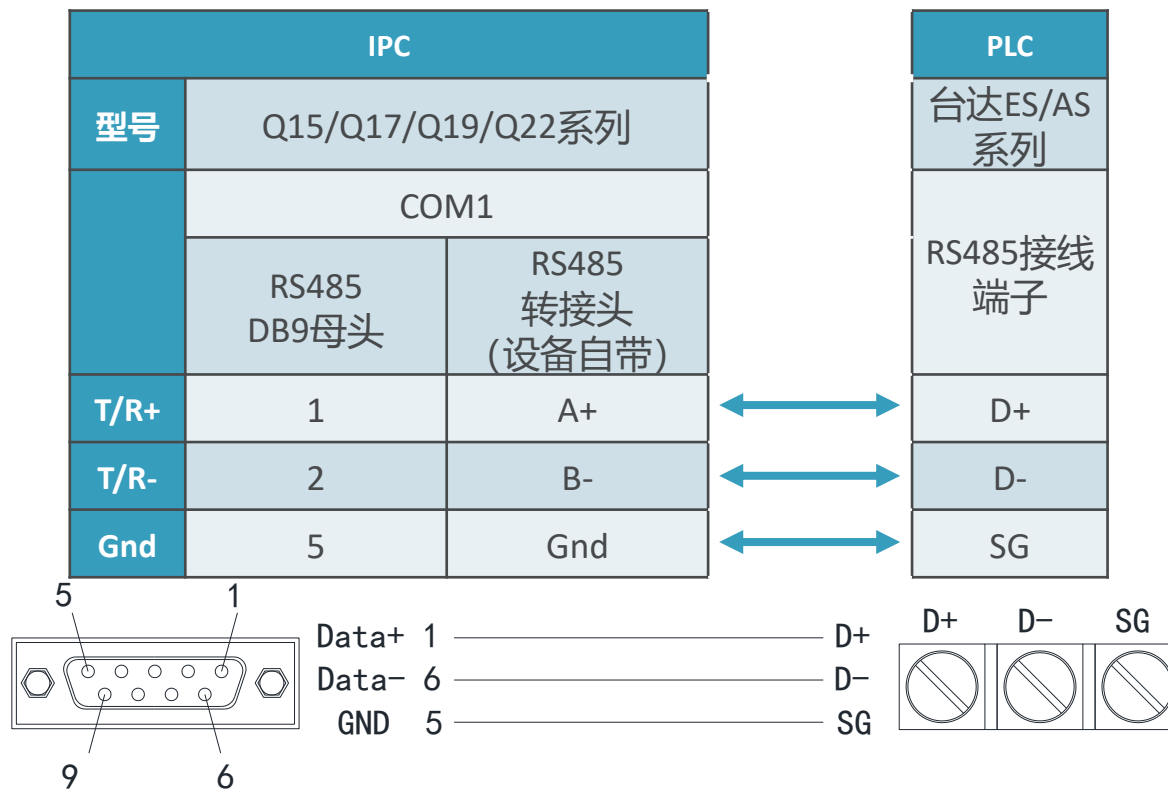 IPC
PLC
型号
Q15/Q17/Q19/Q22系列
台达ES/AS
系列
COM1
RS485
DB9母头
RS485
转接头
（设备自带）
RS485接线
端子
T/R+ 1 A+ D+
T/R- 2 B- D-
Gnd 5 Gnd SG
5 1
9 6
Data+ 1 D+
Data- 6 D-
GND 5 SG
D+ D- SG